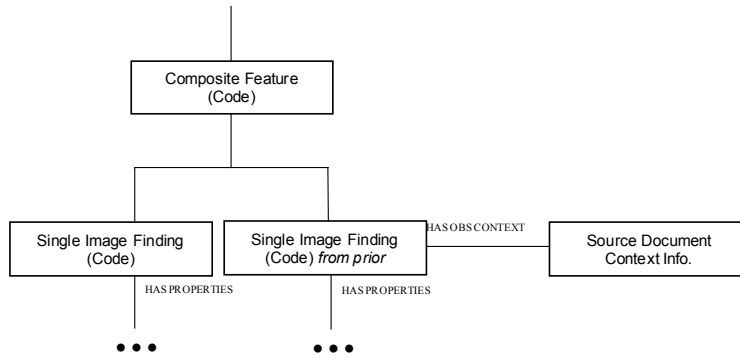 Composite Feature
(Code)
Single Image Finding
(Code)
Single Image Finding
(Code) from prior
HAS OBS CONTEXT
Source Document
Context Info.
HAS PROPERTIES
HAS PROPERTIES